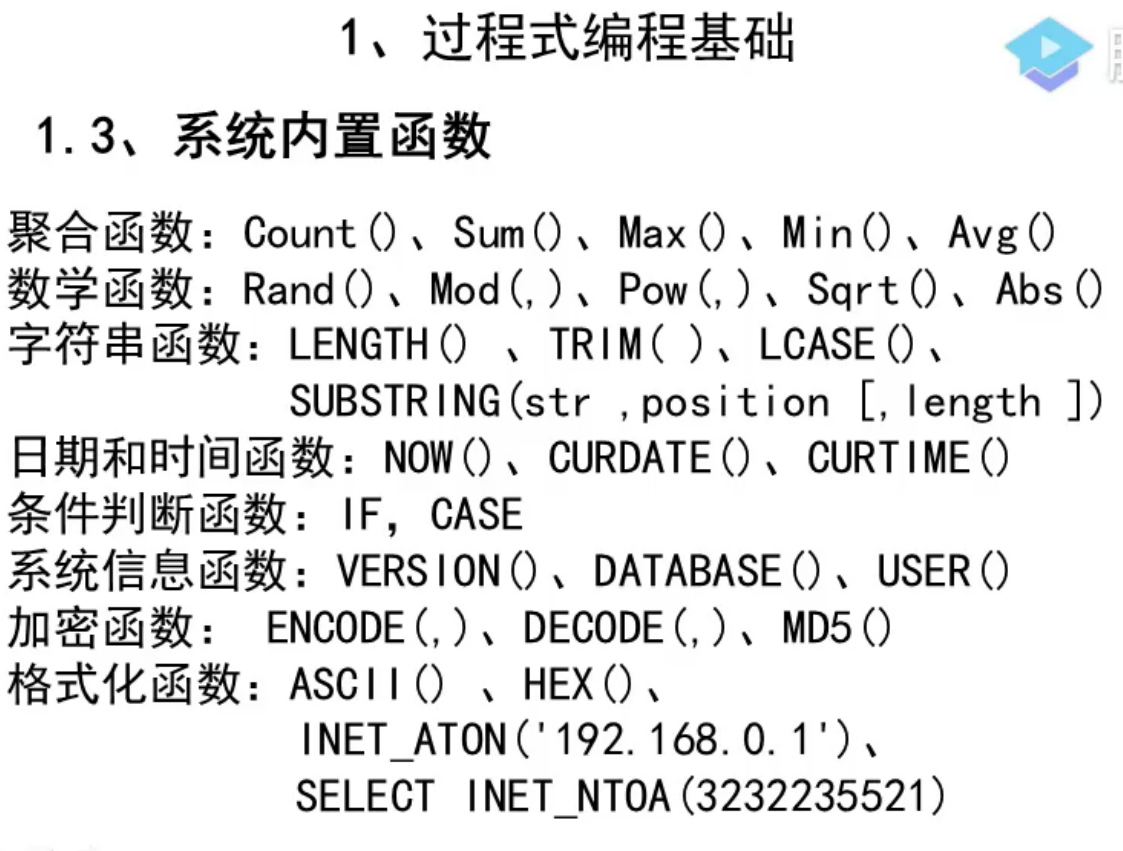 1、过程式编程基础
1.3、系统内置函数
聚合函数：Count()、Sum()、Max()、Min()、Avg()
数学函数：Rand()、Mod(,)、Pow(,)、Sqrt()、Abs()
字符串函数：LENGTH() 、TRIM( )、LCASE()、
SUBSTRING(str ,position [,length ])
日期和时间函数：NOW()、CURDATE()、CURTIME()
条件判断函数：IF，CASE
系统信息函数：VERSION()、DATABASE()、USER()
加密函数： ENCODE(,)、DECODE(,)、MD5()
格式化函数：ASCII() 、HEX()、
INET_ATON('192.168.0.1')、
SELECT INET_NTOA(3232235521)